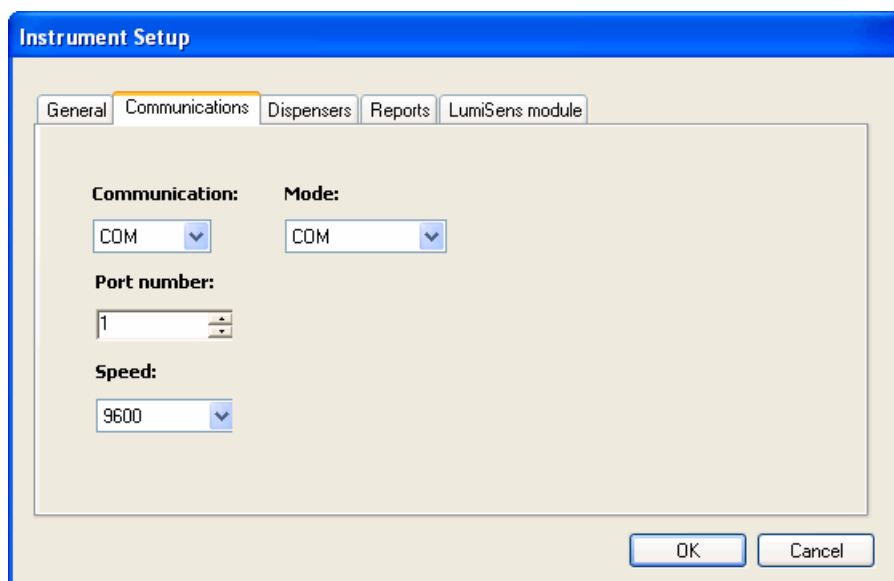 Instrument Setup
General Communications Dispensers Reports LumiSens module
Communication: Mode:
COM COM
Port number:
1
Speed:
9600
OK Cancel